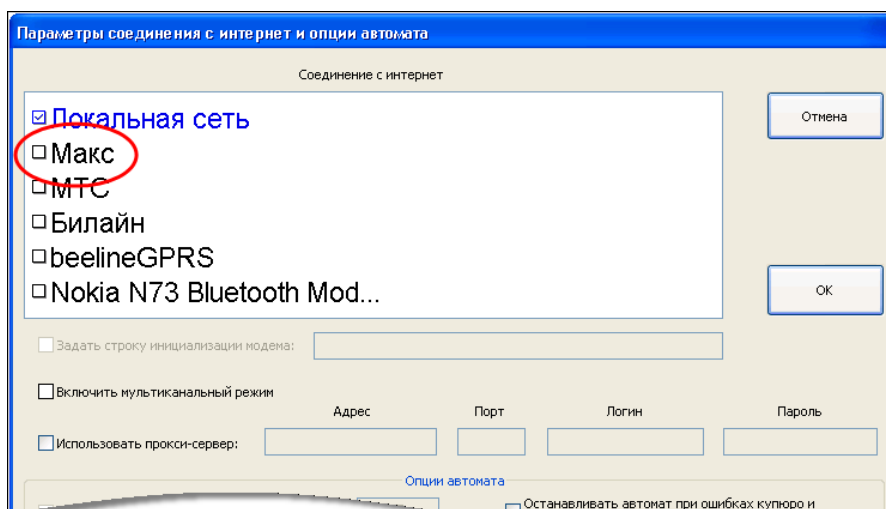 Параметры соединения с интернет и опции автомата
Соединение с интернет
Локальная сеть
Отмена
Макс
МТС
Билайн
beelineGPRS
Nokia N73 Bluetooth Mod...
ОК
Задать строку инициализации модема:
Включить мультиканальный режим
Адрес Порт Логин Пароль
Использовать прокси-сервер:
Опции автомата
Останавливать автомат при ошибках купюро и